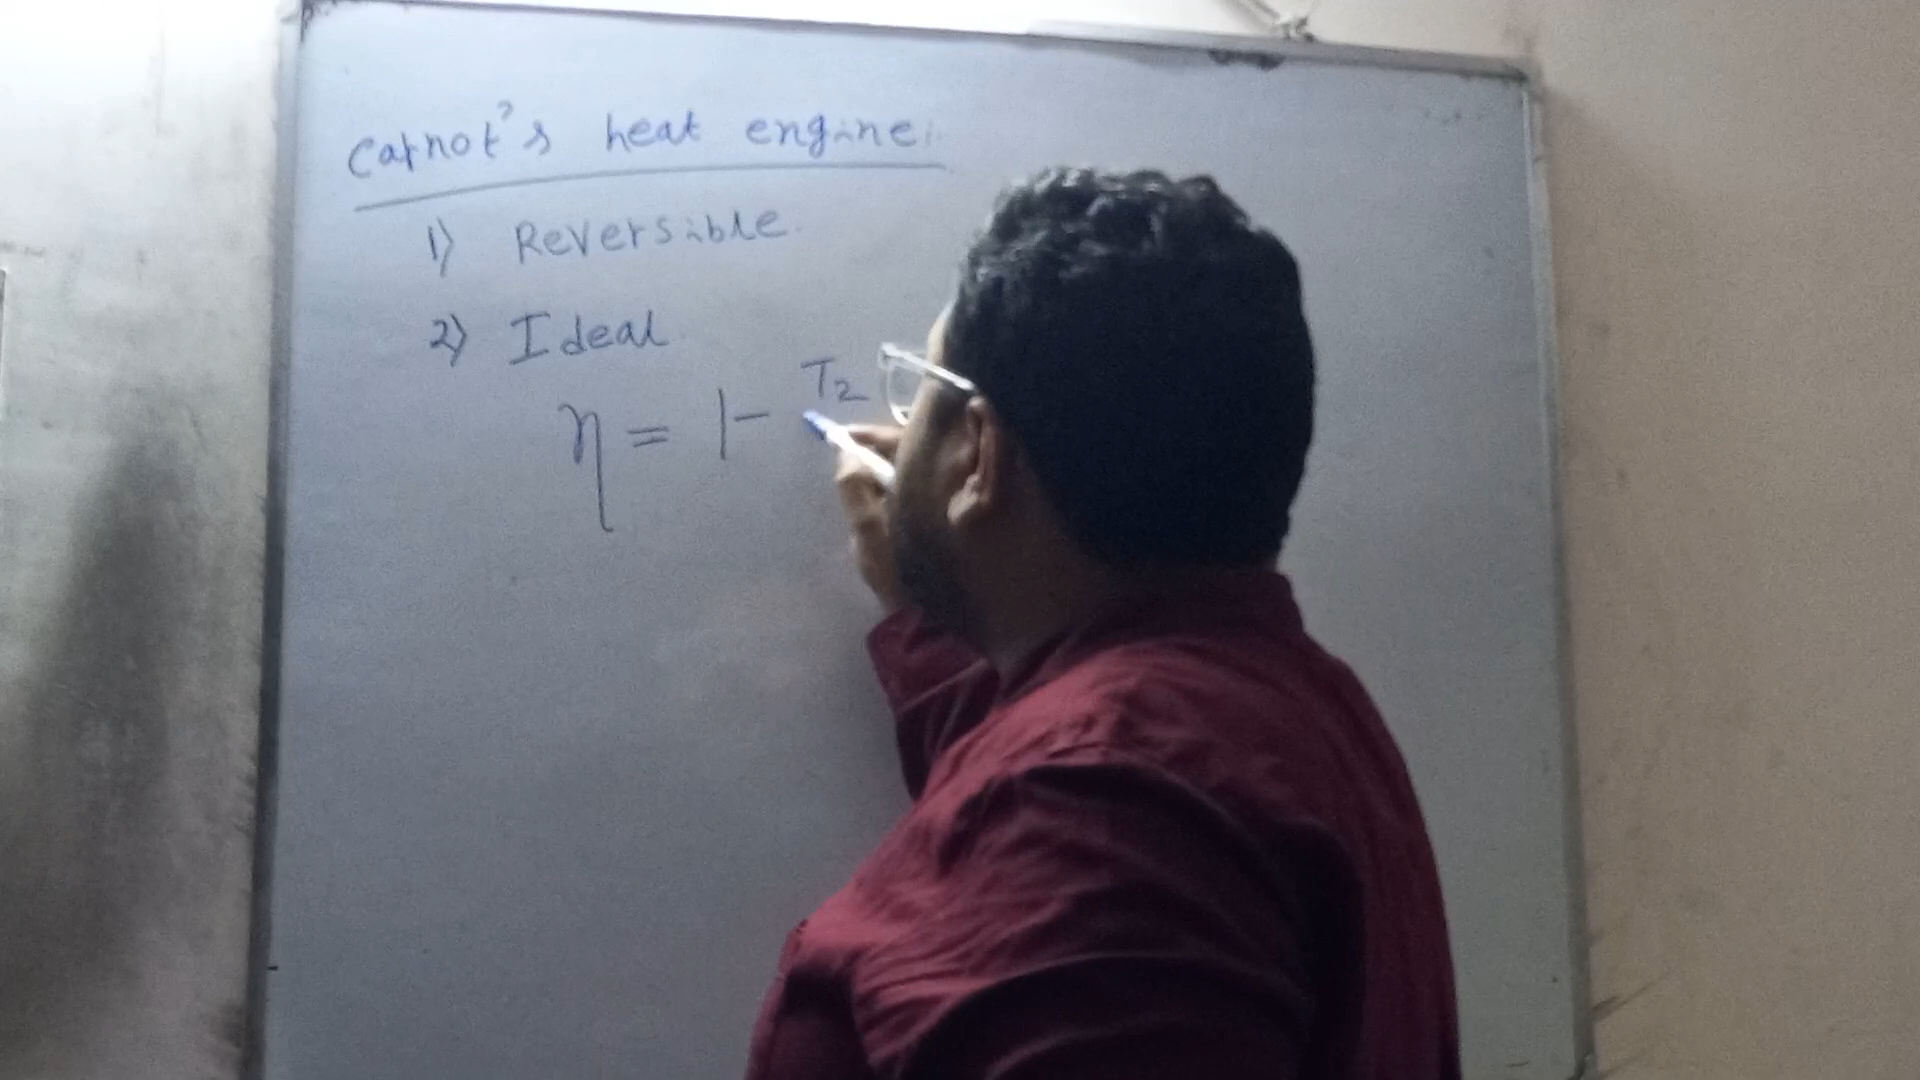 Carnot's heat engine:
1) Reversible.
2) Ideal
η = 1- T2